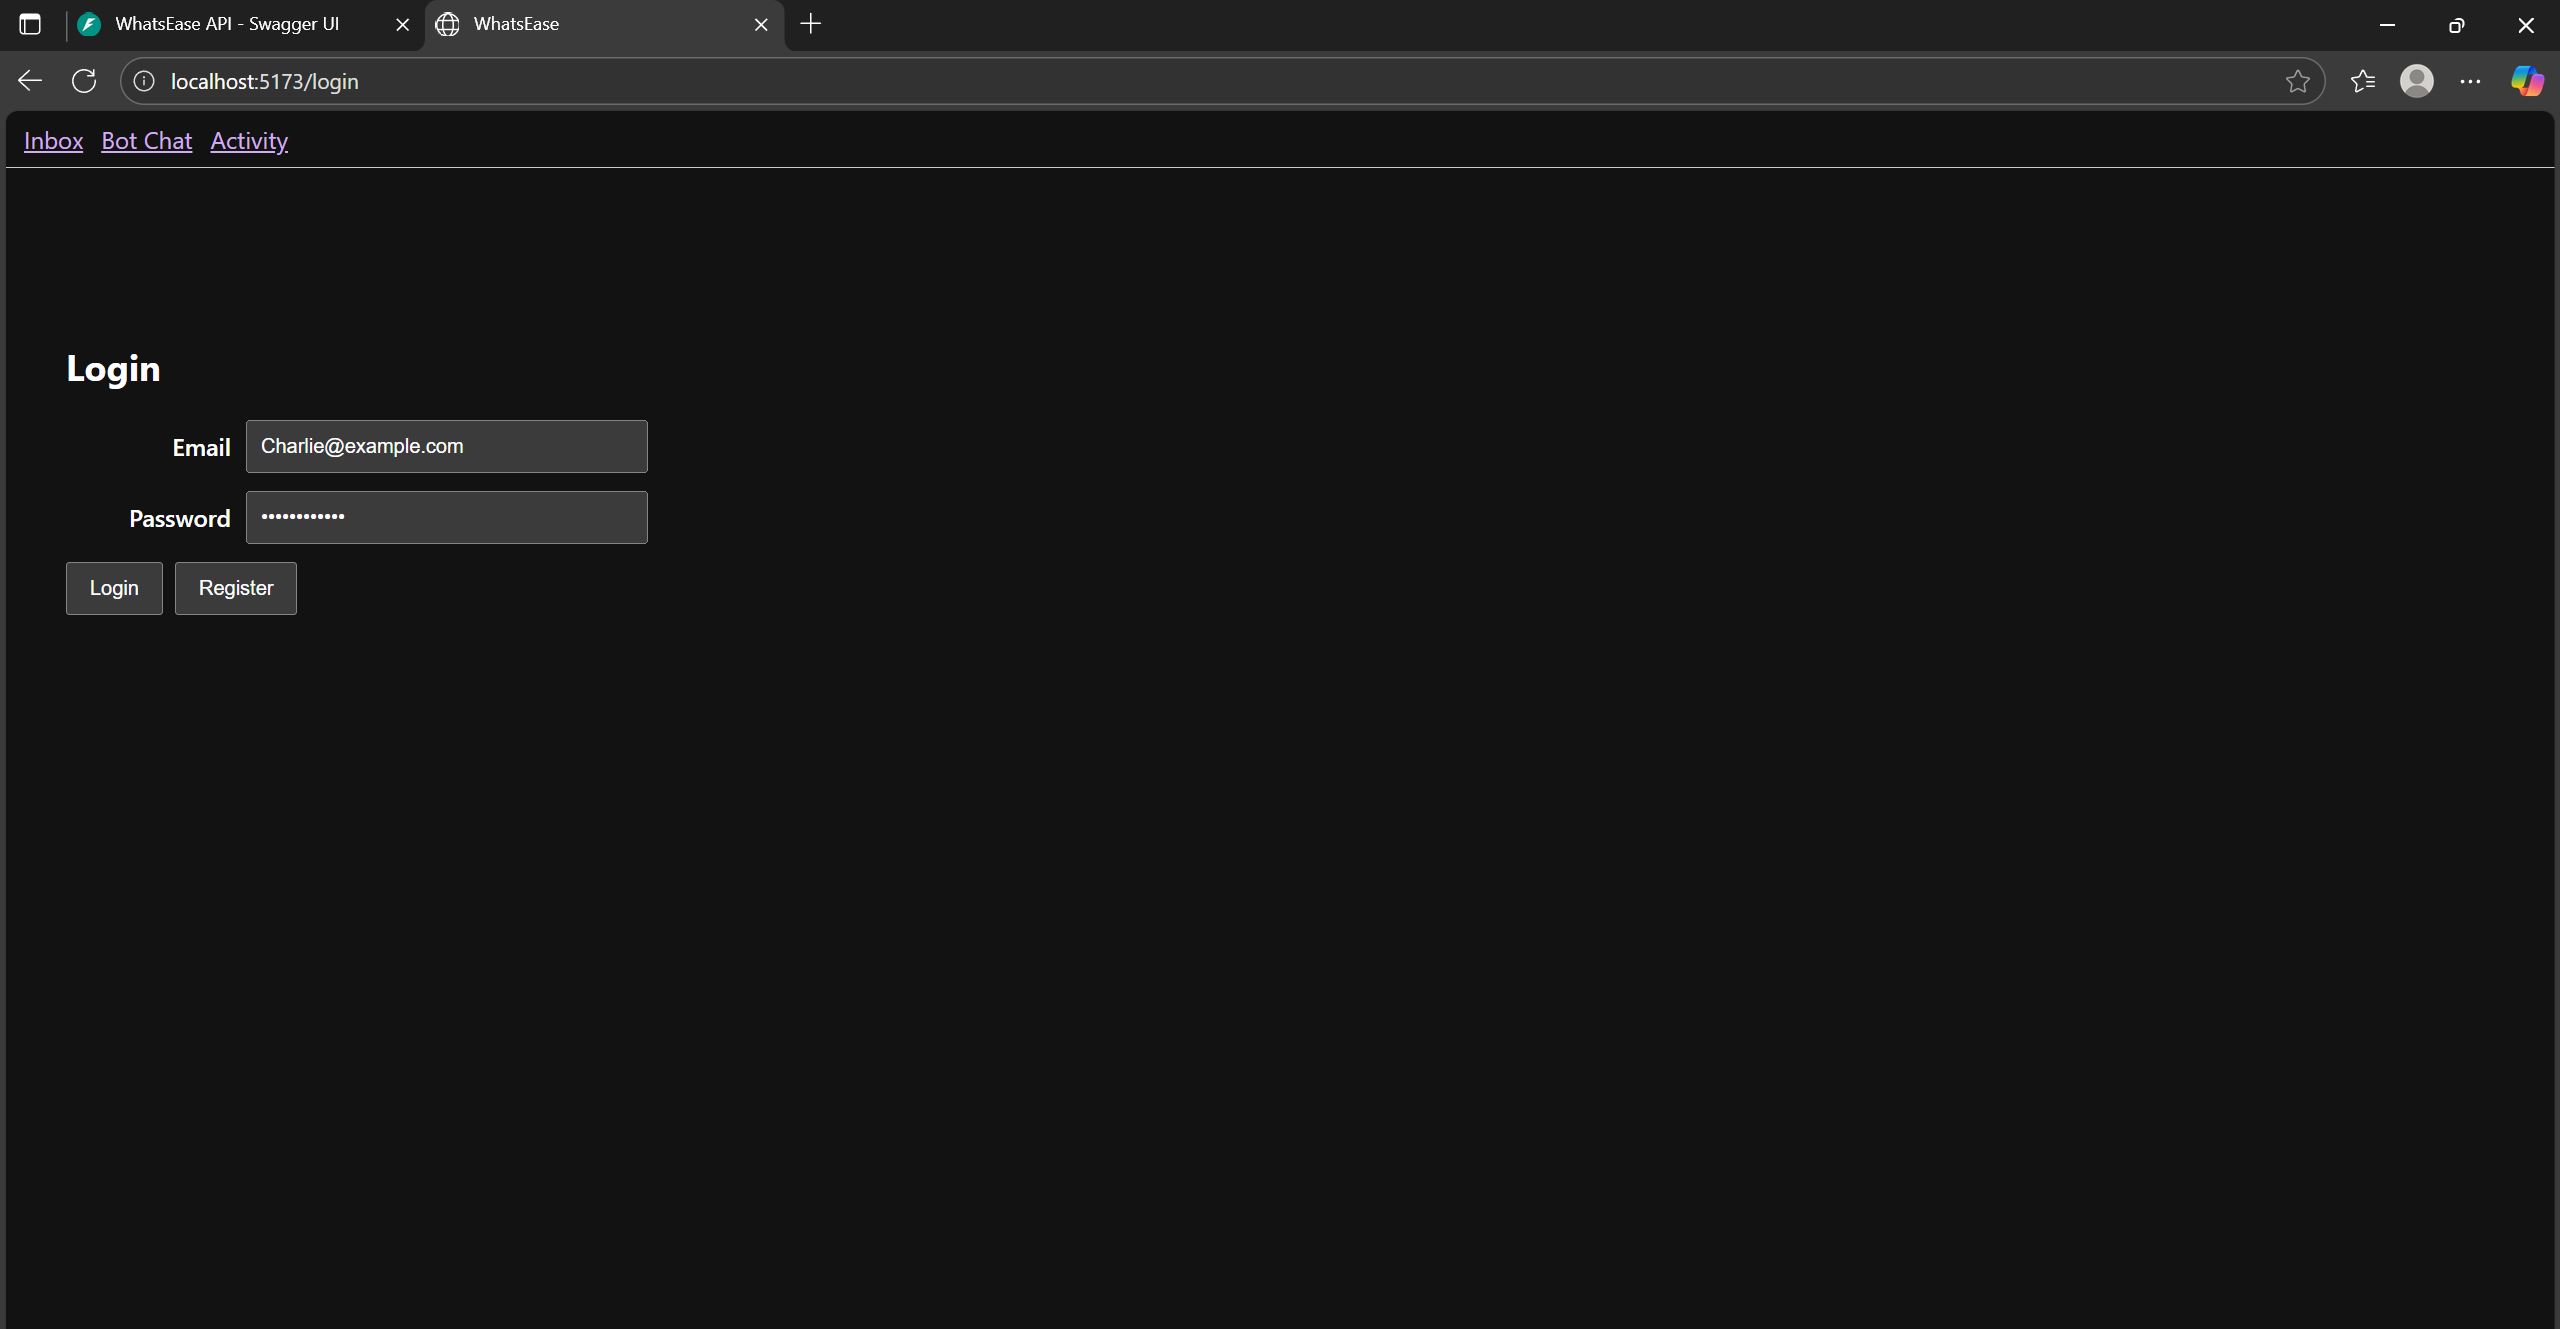 WhatsEase API - Swagger UI
WhatsEase
localhost:5173/login
Inbox Bot Chat Activity
Login
Email Charlie@example.com
Password ••••••••••••
Login Register